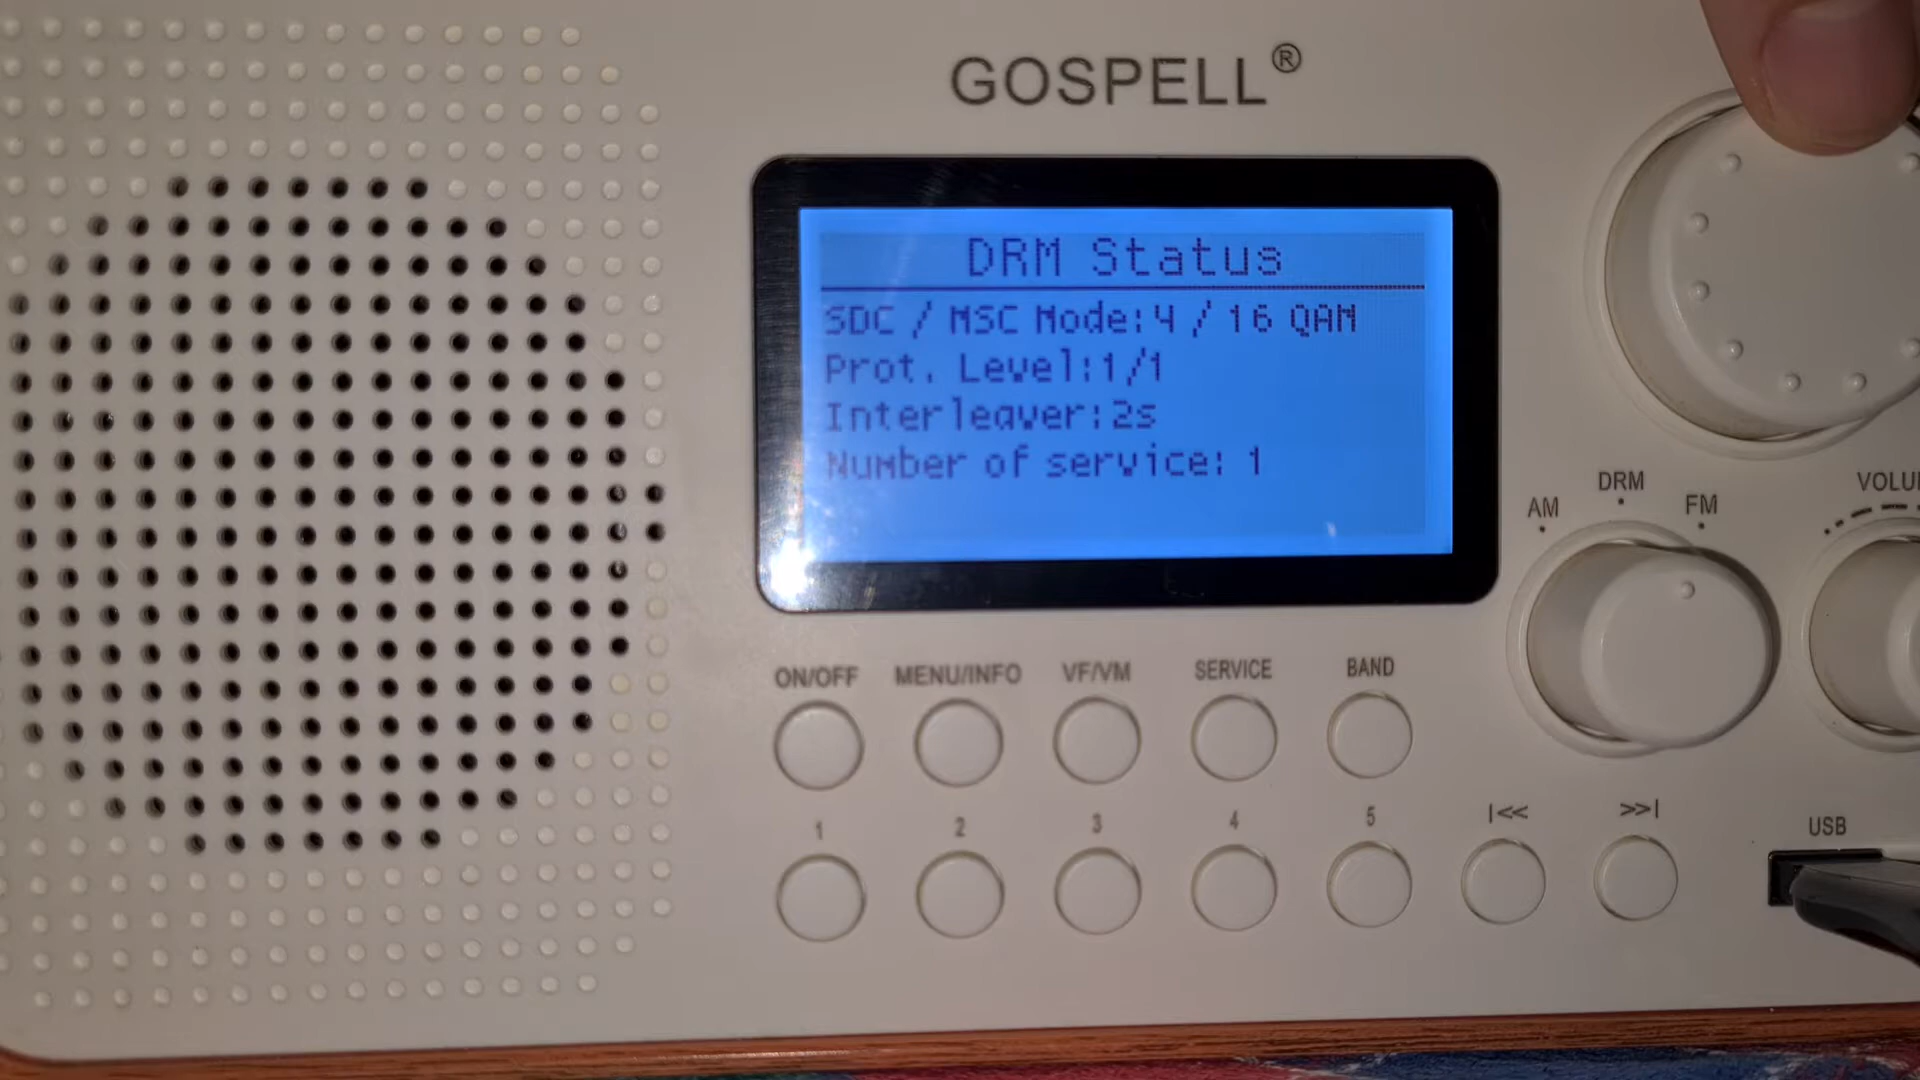 GOSPELL®
DRM Status
SDC / MSC Mode:4 / 16 QAM
Prot. Level:1/1
Interleaver:2s
Number of service: 1
AM
DRM
FM
ON/OFF
MENU/INFO
VF/VM
SERVICE
BAND
1
2
3
4
5
|<<
>>|
USB